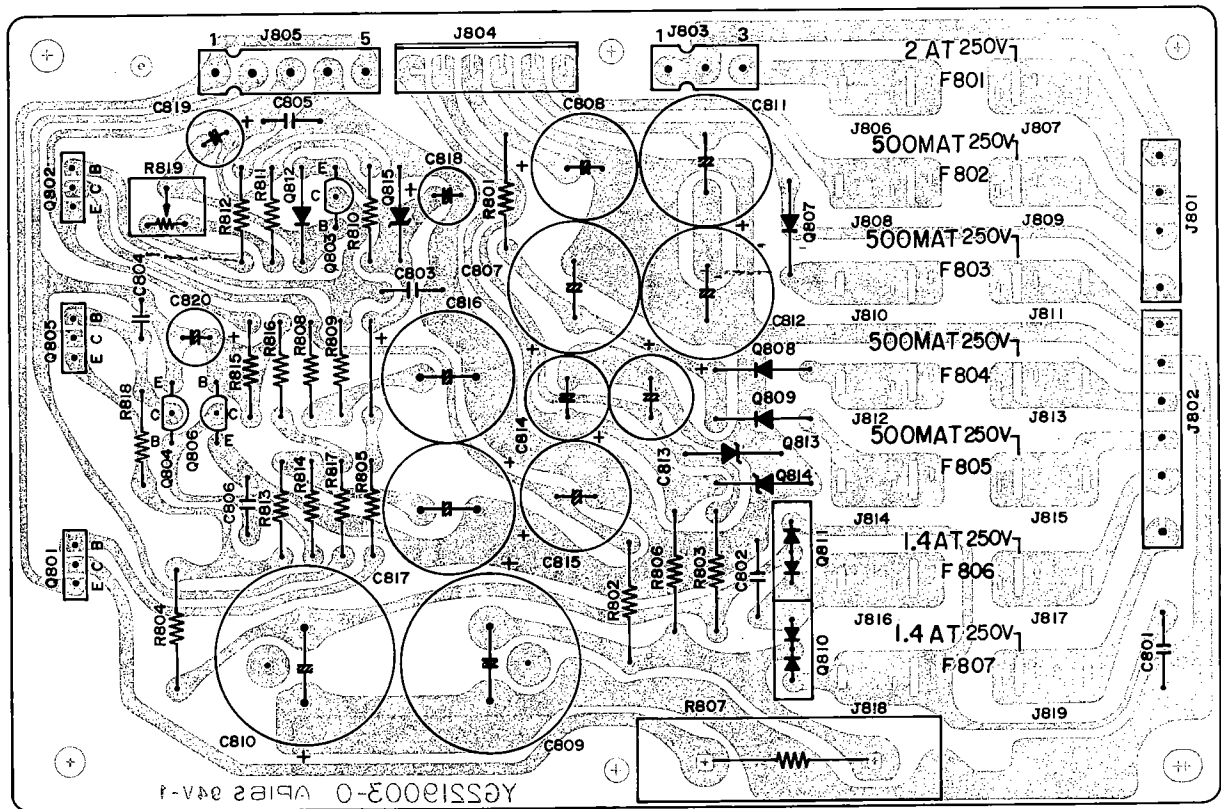 1 J805 5
J804
1 J803 3
2 AT 250V
F801
J806 J807
500MAT 250V
F802
J808 J809
500MAT 250V
F803
J810 J811
500MAT 250V
F804
J812 J813
500MAT 250V
F805
J814 J815
1.4 AT 250V
F806
J816 J817
1.4 AT 250V
F807
J818 J819
J801
J802
C801
C819 +
C805
C808
C811
Q802
B
C
E
R819
R812
R811
Q812
E
C
B
Q803
R810
Q815
+
C818
R801
+
+
-
Q807
C804
C803
C807
C816
-
C812
Q805
B
C
E
C820
+
R815
R816
R808
R809
+
+
+
+
Q808
Q809
R818
E
C
B
Q804
B
C
E
Q806
C814
+
C813
Q813
Q814
C806
R813
R814
R817
R805
+
+
C815
+
C817
Q801
B
C
E
R804
R802
R806
R803
C802
Q811
Q810
C810
+
C809
R807
YG2219003-0 APIBS 94V-1